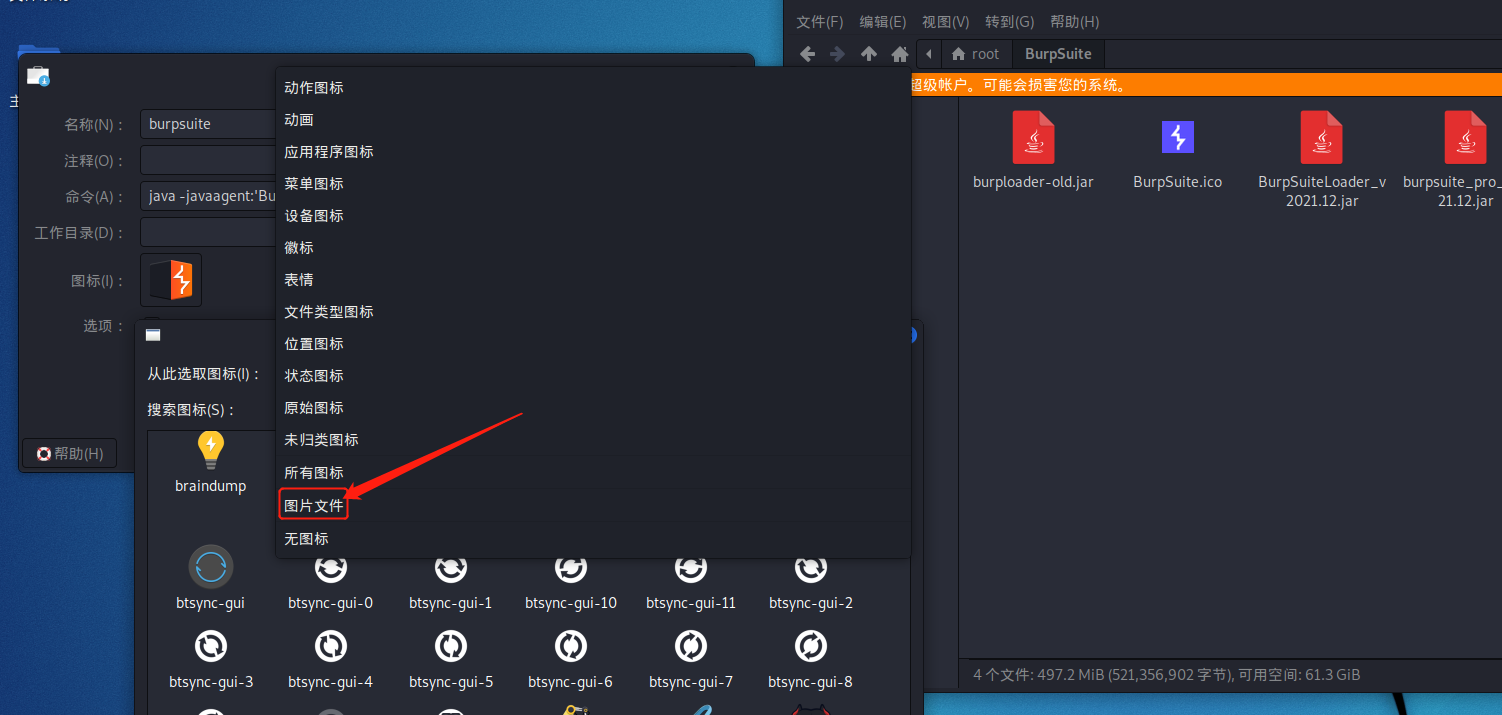 文件(F) 编辑(E) 视图(V) 转到(G) 帮助(H)
root BurpSuite
超级帐户。可能会损害您的系统。
burploader-old.jar
BurpSuite.ico
BurpSuiteLoader_v
2021.12.jar
burpsuite_pro_
21.12.jar
4 个文件: 497.2 MiB (521,356,902 字节), 可用空间: 61.3 GiB
主
名称(N)：
burpsuite
注释(O)：
命令(A)：
java -javaagent:'Bu
工作目录(D)：
图标(I)：
选项：
帮助(H)
动作图标
动画
应用程序图标
菜单图标
设备图标
徽标
表情
文件类型图标
位置图标
状态图标
原始图标
未归类图标
所有图标
图片文件
无图标
从此选取图标(I)：
搜索图标(S)：
braindump
btsync-gui btsync-gui-0 btsync-gui-1 btsync-gui-10 btsync-gui-11 btsync-gui-2
btsync-gui-3 btsync-gui-4 btsync-gui-5 btsync-gui-6 btsync-gui-7 btsync-gui-8